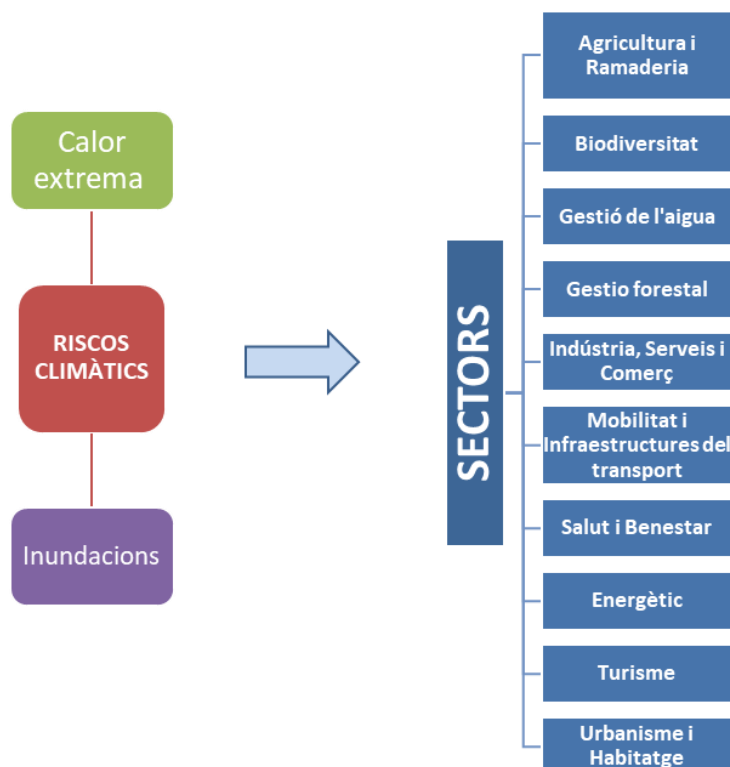 Calor
extrema
RISCOS
CLIMÀTICS
Inundacions
SECTORS
Agricultura i
Ramaderia
Biodiversitat
Gestió de l'aigua
Gestio forestal
Indústria, Serveis i
Comerç
Mobilitat i
Infraestructures del
transport
Salut i Benestar
Energètic
Turisme
Urbanisme i
Habitatge